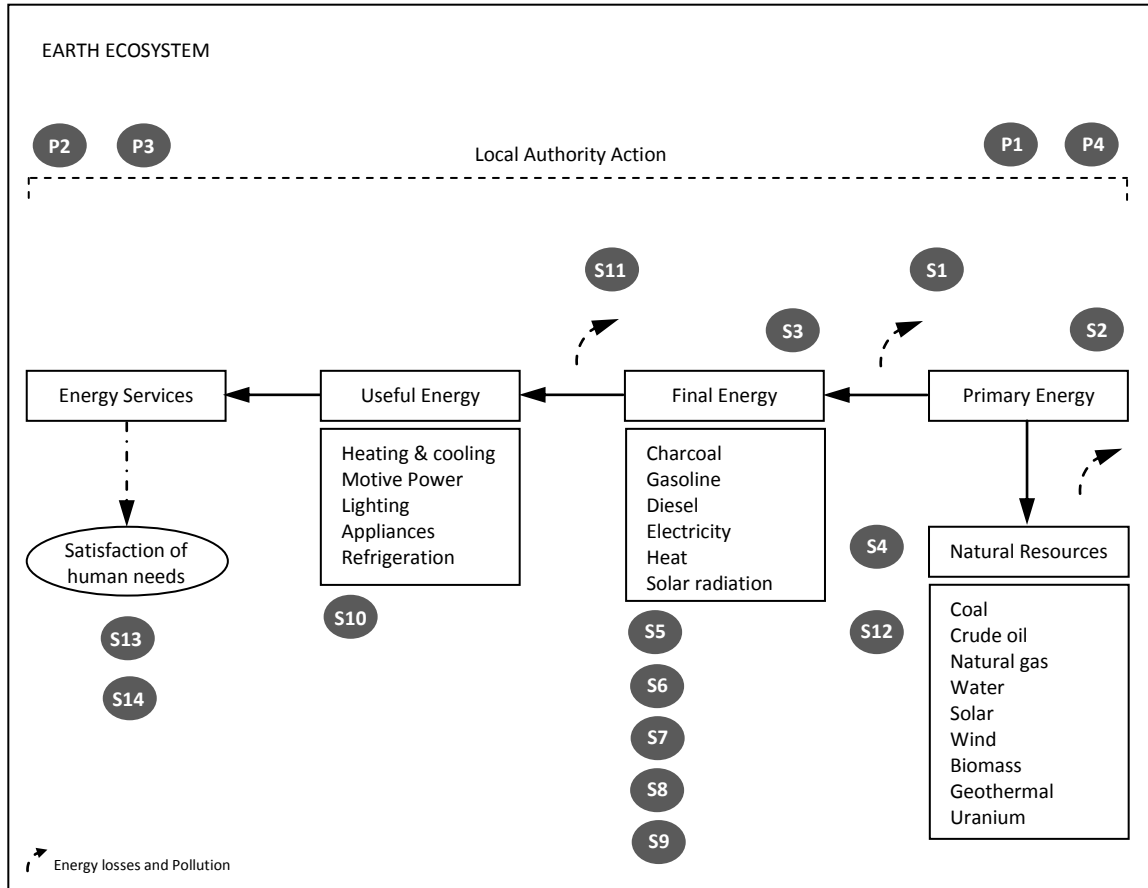 EARTH ECOSYSTEM
P2
P3
Local Authority Action
P1
P4
S11
S1
S3
S2
Energy Services
Useful Energy
Final Energy
Primary Energy
Heating & cooling
Motive Power
Lighting
Appliances
Refrigeration
Charcoal
Gasoline
Diesel
Electricity
Heat
Solar radiation
Satisfaction of
human needs
S4
Natural Resources
S10
S12
Coal
Crude oil
Natural gas
Water
Solar
Wind
Biomass
Geothermal
Uranium
S13
S14
S5
S6
S7
S8
S9
Energy losses and Pollution